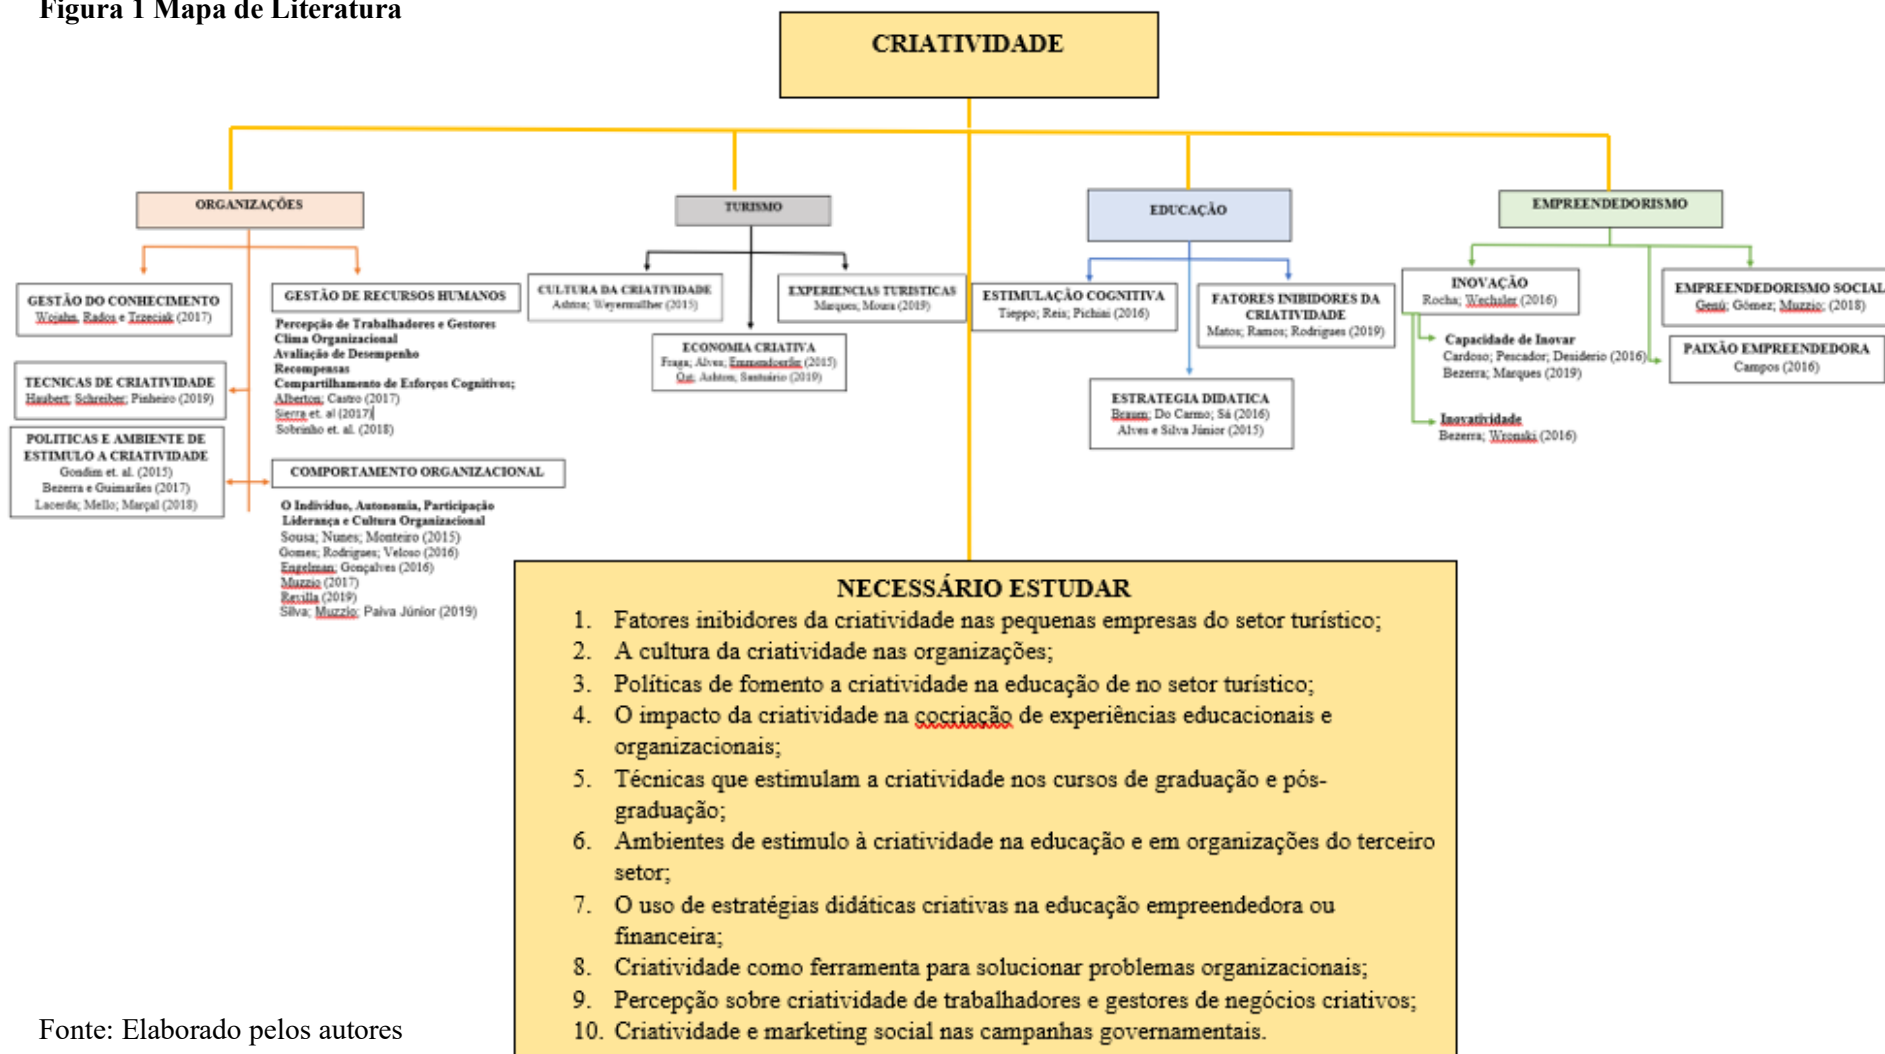 Figura 1 Mapa de Literatura
CRIATIVIDADE
ORGANIZAÇÕES
GESTÃO DO CONHECIMENTO
Wojahn, Rados e Trzeciak (2017)
TECNICAS DE CRIATIVIDADE
Haubert; Schreiber; Pinheiro (2019)
POLITICAS E AMBIENTE DE
ESTIMULO A CRIATIVIDADE
Gondim et. al. (2015)
Bezerra e Guimarães (2017)
Lacerda; Mello; Marçal (2018)
GESTÃO DE RECURSOS HUMANOS
Percepção de Trabalhadores e Gestores
Clima Organizacional
Avaliação de Desempenho
Recompensas
Compartilhamento de Esforços Cognitivos;
Alberton; Castro (2017)
Sierra et. al (2017)
Sobrinho et. al. (2018)
COMPORTAMENTO ORGANIZACIONAL
O Indivíduo, Autonomia, Participação
Liderança e Cultura Organizacional
Sousa; Nunes; Monteiro (2015)
Gomes; Rodrigues; Veloso (2016)
Engelman; Gonçalves (2016)
Muzzio (2017)
Revilla (2019)
Silva; Muzzio; Paiva Júnior (2019)
TURISMO
CULTURA DA CRIATIVIDADE
Ashton; Weyermüller (2015)
EXPERIENCIAS TURISTICAS
Marques; Moura (2019)
ECONOMIA CRIATIVA
Fraga; Alves; Emmendoerfer (2015)
Ost; Ashton; Santuário (2019)
EDUCAÇÃO
ESTIMULAÇÃO COGNITIVA
Tieppo; Reis; Pichiai (2016)
FATORES INIBIDORES DA
CRIATIVIDADE
Matos; Ramos; Rodrigues (2019)
ESTRATEGIA DIDATICA
Braum; Do Carmo; Sá (2016)
Alves e Silva Júnior (2015)
EMPREENDEDORISMO
INOVAÇÃO
Rocha; Wechsler (2016)
Capacidade de Inovar
Cardoso; Pescador; Desiderio (2016)
Bezerra; Marques (2019)
Inovatividade
Bezerra; Wronski (2016)
EMPREENDEDORISMO SOCIAL
Genú; Gómez; Muzzio; (2018)
PAIXÃO EMPREENDEDORA
Campos (2016)
NECESSÁRIO ESTUDAR
1. Fatores inibidores da criatividade nas pequenas empresas do setor turístico;
2. A cultura da criatividade nas organizações;
3. Políticas de fomento a criatividade na educação de no setor turístico;
4. O impacto da criatividade na cocriação de experiências educacionais e
organizacionais;
5. Técnicas que estimulam a criatividade nos cursos de graduação e pós-
graduação;
6. Ambientes de estimulo à criatividade na educação e em organizações do terceiro
setor;
7. O uso de estratégias didáticas criativas na educação empreendedora ou
financeira;
8. Criatividade como ferramenta para solucionar problemas organizacionais;
9. Percepção sobre criatividade de trabalhadores e gestores de negócios criativos;
10. Criatividade e marketing social nas campanhas governamentais.
Fonte: Elaborado pelos autores